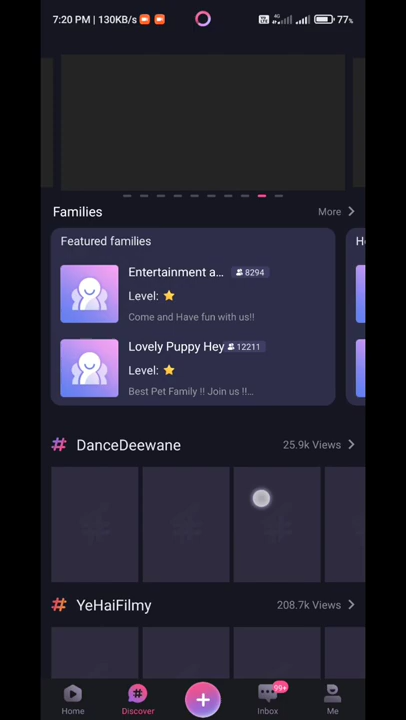 7:20 PM | 130KB/s
4G
77%
Families
More
Featured families
Entertainment a... 8294
Level:
Come and Have fun with us!!
Lovely Puppy Hey 12211
Level:
Best Pet Family !! Join us !!...
# DanceDeewane
25.9k Views
# YeHaiFilmy
208.7k Views
99+
Home
Discover
Inbox
Me